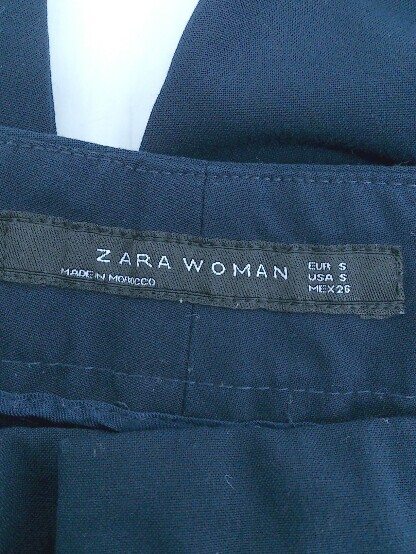 ZARA WOMAN
MADE IN MOROCCO
EUR S
USA S
MEX 26